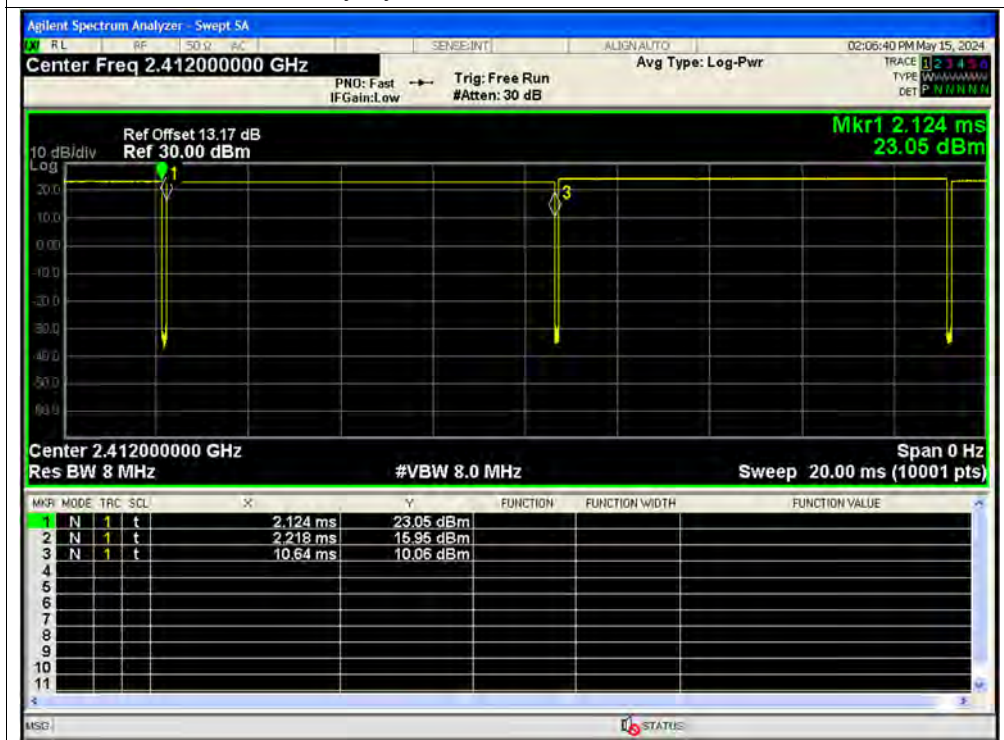 Agilent Spectrum Analyzer - Swept SA
RL RF 50 Ω AC SENSE:INT ALIGN AUTO 02:06:40 PM May 15, 2024
Center Freq 2.412000000 GHz Avg Type: Log-Pwr TRACE 1 2 3 4 5 6
PNO: Fast Trig: Free Run TYPE
IFGain:Low #Atten: 30 dB DET P N N N N N
Mkr1 2.124 ms
Ref Offset 13.17 dB
10 dB/div Ref 30.00 dBm 23.05 dBm
Log
1
20.0
3
10.0
0.00
-10.0
-20.0
-30.0
-40.0
-50.0
-60.0
Center 2.412000000 GHz Span 0 Hz
Res BW 8 MHz #VBW 8.0 MHz Sweep 20.00 ms (10001 pts)
MKR MODE TRC SCL X Y FUNCTION FUNCTION WIDTH FUNCTION VALUE
1 N 1 t 2.124 ms 23.05 dBm
2 N 1 t 2.218 ms 15.95 dBm
3 N 1 t 10.64 ms 10.06 dBm
4
5
6
7
8
9
10
11
MSG STATUS